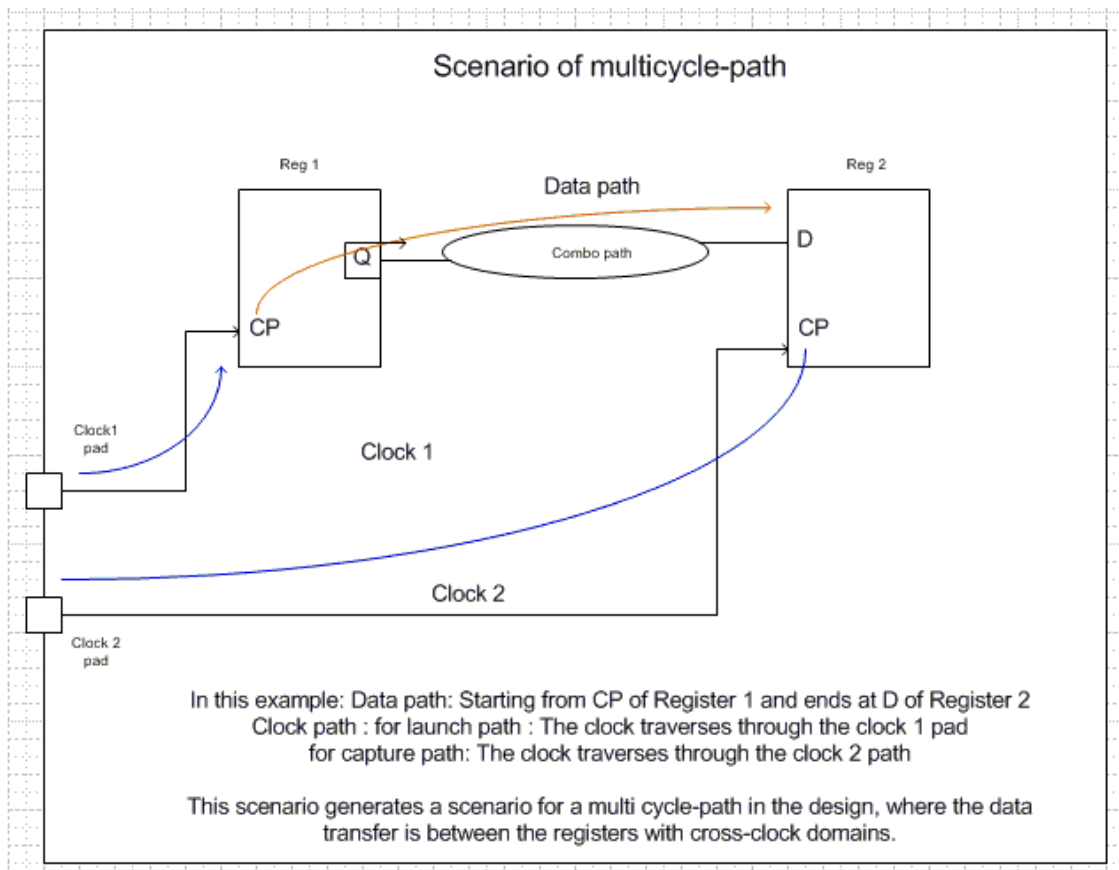 Scenario of multicycle-path
Reg 1
Reg 2
Data path
Q
Combo path
D
CP
CP
Clock1
pad
Clock 1
Clock 2
Clock 2
pad
In this example: Data path: Starting from CP of Register 1 and ends at D of Register 2
Clock path : for launch path : The clock traverses through the clock 1 pad
for capture path: The clock traverses through the clock 2 path
This scenario generates a scenario for a multi cycle-path in the design, where the data
transfer is between the registers with cross-clock domains.